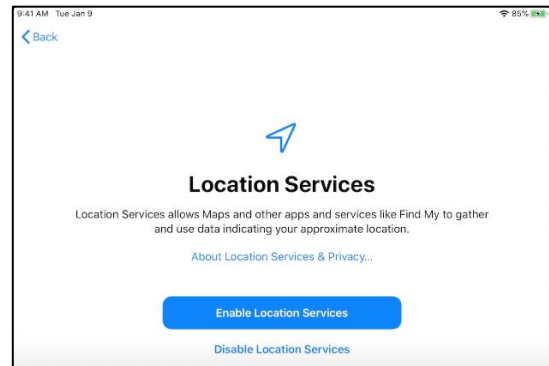 9:41 AM Tue Jan 9
85%
Back
Location Services
Location Services allows Maps and other apps and services like Find My to gather
and use data indicating your approximate location.
About Location Services & Privacy...
Enable Location Services
Disable Location Services